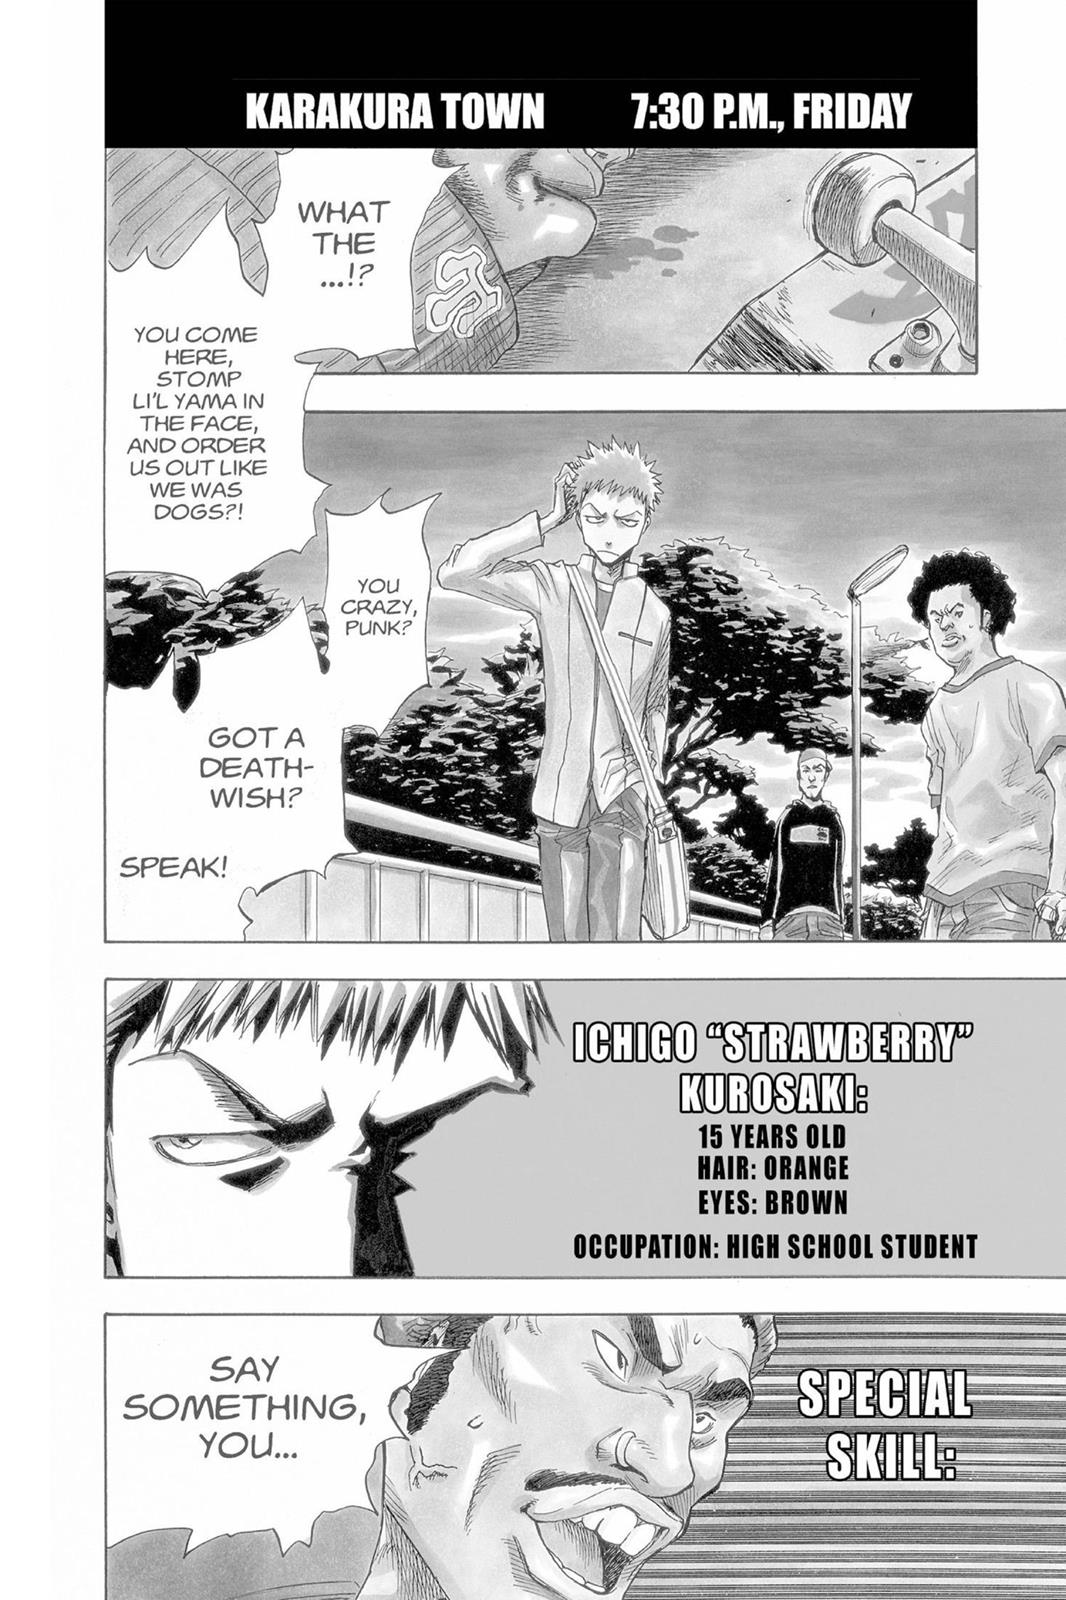 KARAKURA TOWN 7:30 P.M., FRIDAY
WHAT
THE
...!?
YOU COME
HERE,
STOMP
LI'L YAMA IN
THE FACE,
AND ORDER
US OUT LIKE
WE WAS
DOGS?!
YOU
CRAZY,
PUNK?
GOT A
DEATH-
WISH?
SPEAK!
ICHIGO "STRAWBERRY"
KUROSAKI:
15 YEARS OLD
HAIR: ORANGE
EYES: BROWN
OCCUPATION: HIGH SCHOOL STUDENT
SAY
SOMETHING,
YOU...
SPECIAL
SKILL: